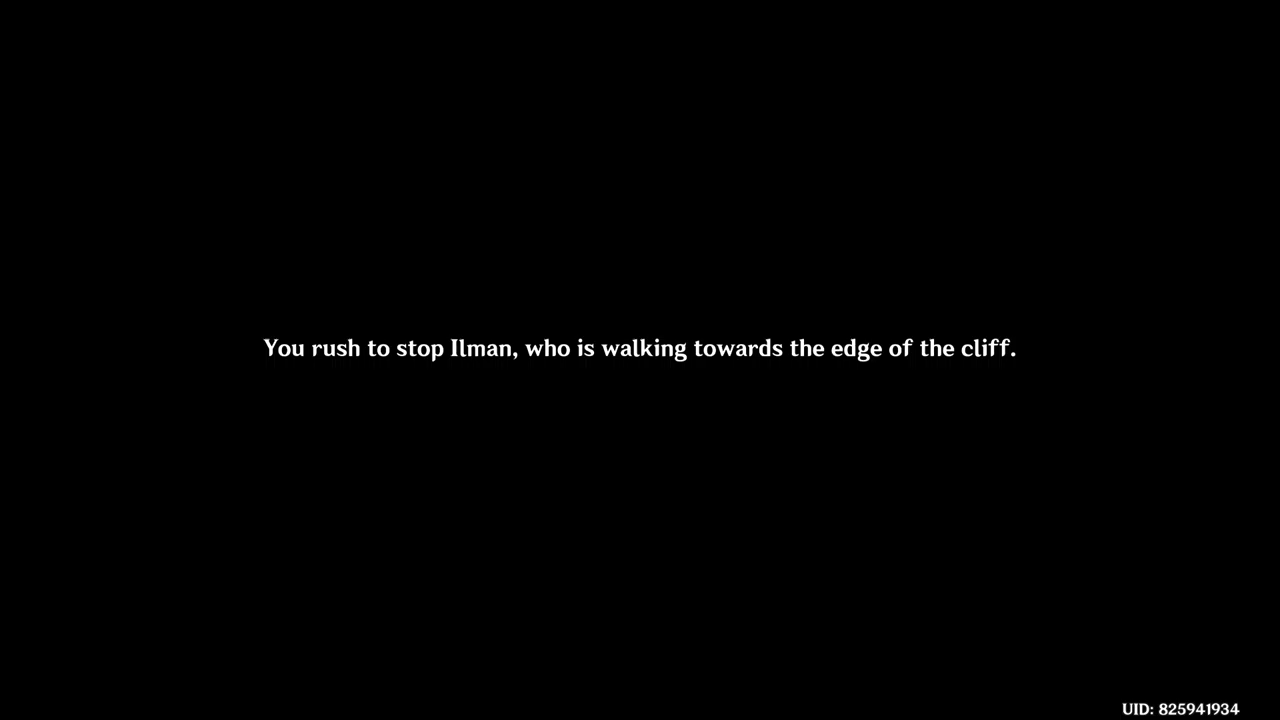 You rush to stop Ilman, who is walking towards the edge of the cliff.
UID: 825941934